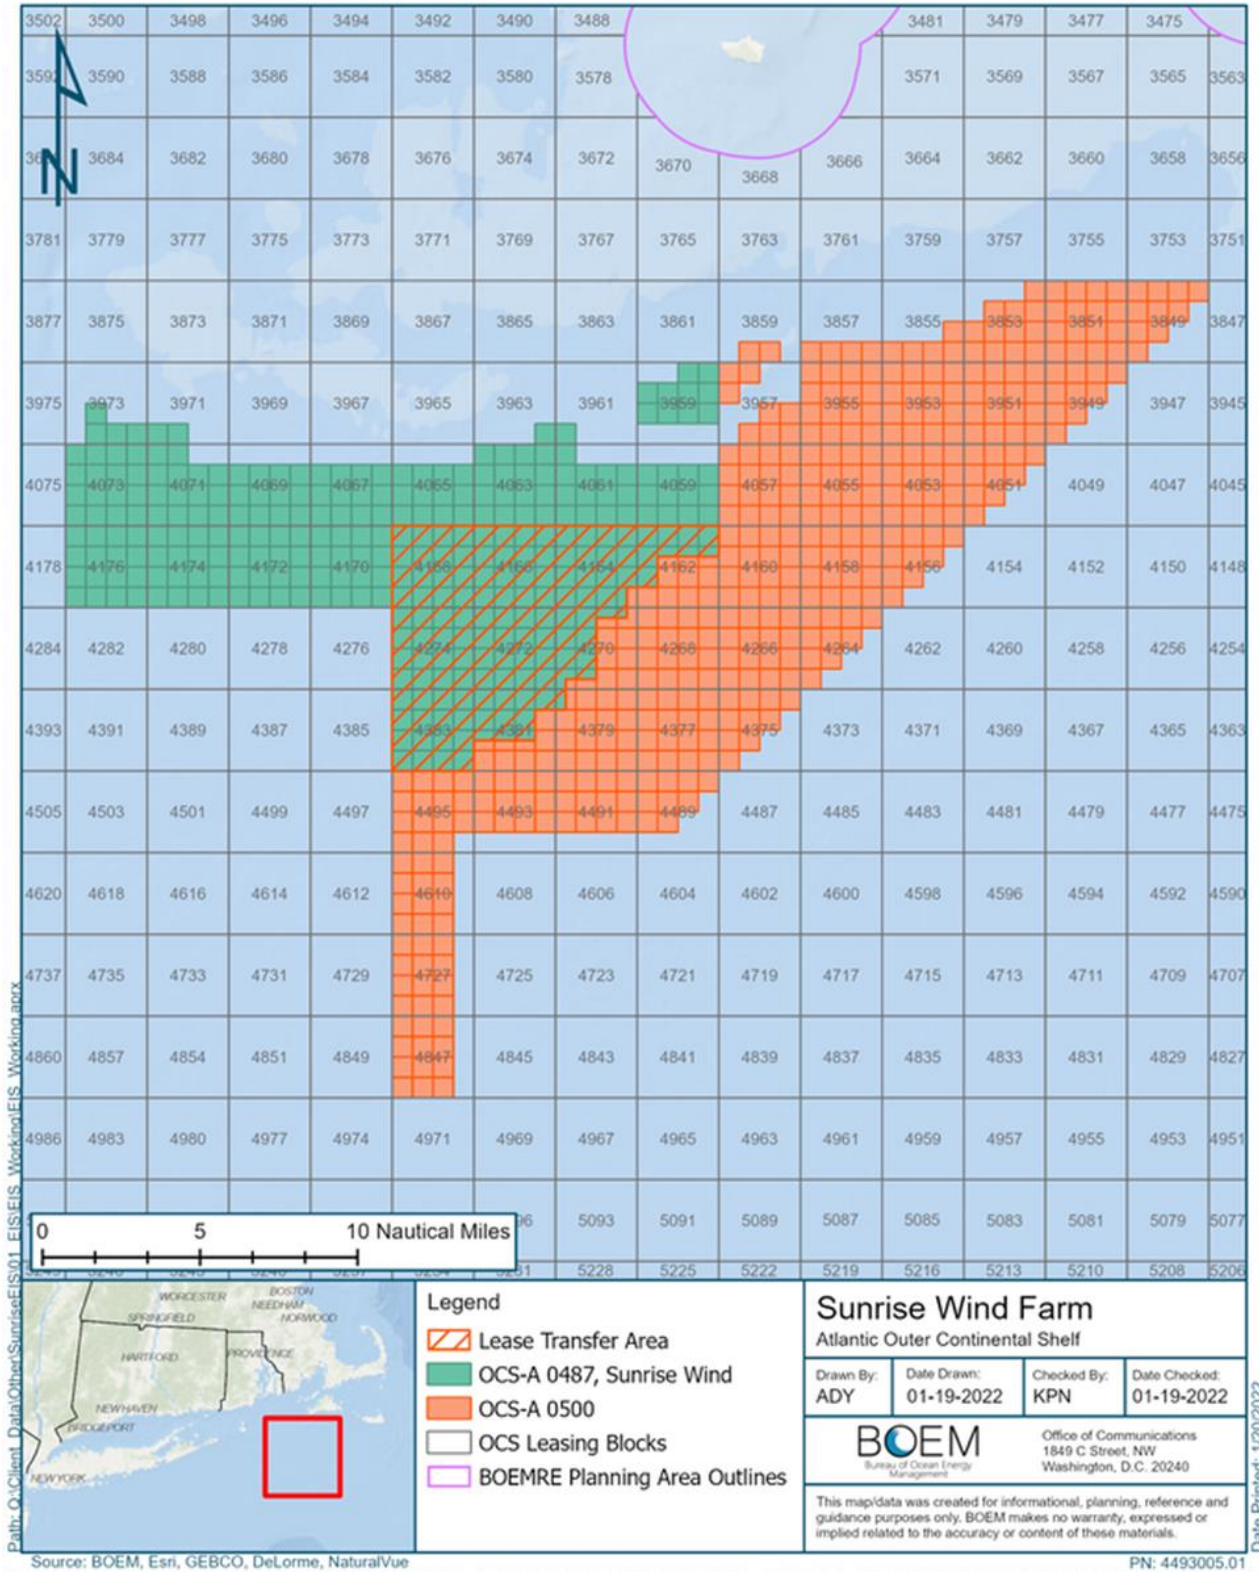 3502 3500 3498 3496 3494 3492 3490 3488 3481 3479 3477 3475
3592 3590 3588 3586 3584 3582 3580 3578 3571 3569 3567 3565 3563
N
3684 3682 3680 3678 3676 3674 3672 3670 3668 3666 3664 3662 3660 3658 3656
3781 3779 3777 3775 3773 3771 3769 3767 3765 3763 3761 3759 3757 3755 3753 3751
3877 3875 3873 3871 3869 3867 3865 3863 3861 3859 3857 3855 3853 3851 3849 3847
3975 3973 3971 3969 3967 3965 3963 3961 3959 3957 3955 3953 3951 3949 3947 3945
4075 4073 4071 4069 4067 4065 4063 4061 4059 4057 4055 4053 4051 4049 4047 4045
4178 4176 4174 4172 4170 4162 4160 4158 4156 4154 4152 4150 4148
4284 4282 4280 4278 4276 4274 4272 4270 4268 4266 4264 4262 4260 4258 4256 4254
4393 4391 4389 4387 4385 4383 4381 4379 4377 4375 4373 4371 4369 4367 4365 4363
4505 4503 4501 4499 4497 4495 4493 4491 4489 4487 4485 4483 4481 4479 4477 4475
4620 4618 4616 4614 4612 4610 4608 4606 4604 4602 4600 4598 4596 4594 4592 4590
4737 4735 4733 4731 4729 4727 4725 4723 4721 4719 4717 4715 4713 4711 4709 4707
4860 4857 4854 4851 4849 4847 4845 4843 4841 4839 4837 4835 4833 4831 4829 4827
4986 4983 4980 4977 4974 4971 4969 4967 4965 4963 4961 4959 4957 4955 4953 4951
5093 5091 5089 5087 5085 5083 5081 5079 5077
0 5 10 Nautical Miles
5228 5225 5222 5219 5216 5213 5210 5208 5206
WORCESTER
BOSTON
NEEDHAM
NORWOOD
SPRINGFIELD
HARTFORD
PROVIDENCE
NEW HAVEN
BRIDGEPORT
NEW YORK
Legend
Lease Transfer Area
OCS-A 0487, Sunrise Wind
OCS-A 0500
OCS Leasing Blocks
BOEMRE Planning Area Outlines
Sunrise Wind Farm
Atlantic Outer Continental Shelf
Drawn By:
ADY
Date Drawn:
01-19-2022
Checked By:
KPN
Date Checked:
01-19-2022
BOEM
Bureau of Ocean Energy
Management
Office of Communications
1849 C Street, NW
Washington, D.C. 20240
This map/data was created for informational, planning, reference and
guidance purposes only. BOEM makes no warranty, expressed or
implied related to the accuracy or content of these materials.
Source: BOEM, Esri, GEBCO, DeLorme, NaturalVue
PN: 4493005.01
Path: Q:\Client_Data\Other\SunriseEIS\01_EIS\EIS_Working\EIS_Working.aprx
Date Printed: 1/20/2022